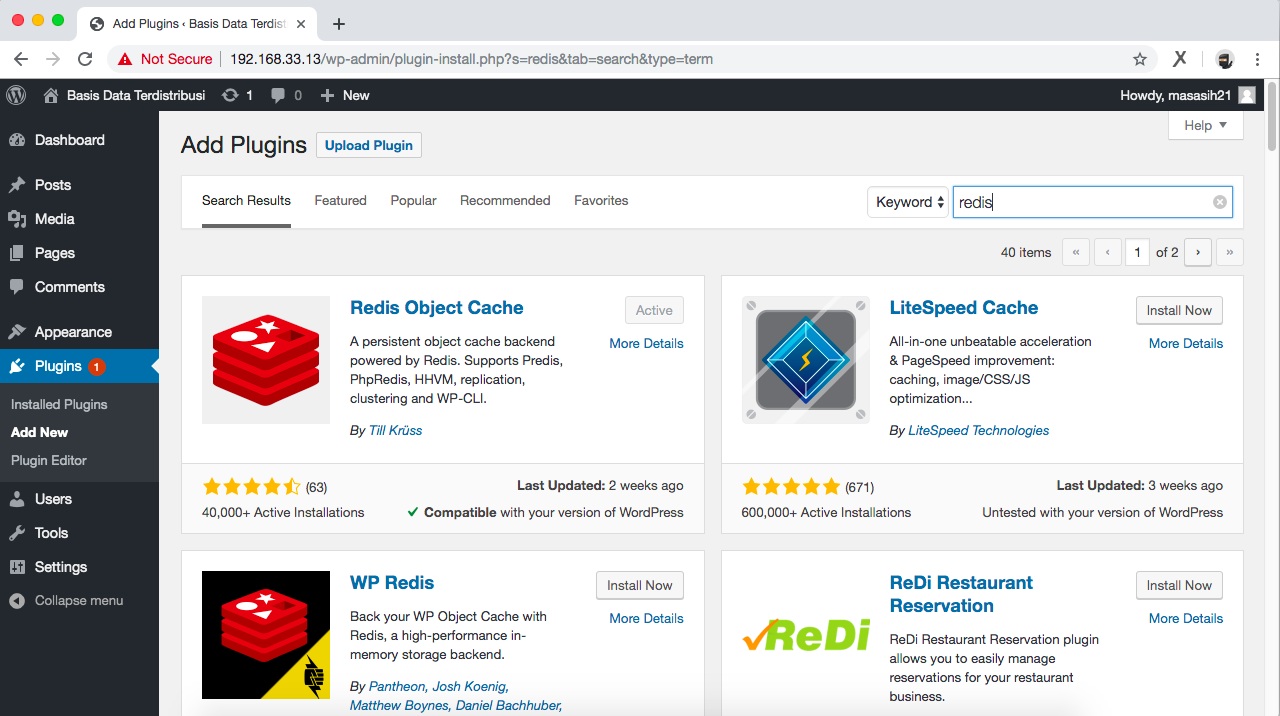 Add Plugins ‹ Basis Data Terdist
Not Secure 192.168.33.13/wp-admin/plugin-install.php?s=redis&tab=search&type=term
Basis Data Terdistribusi 1 0 New Howdy, masasih21
Dashboard
Posts
Media
Pages
Comments
Appearance
Plugins 1
Installed Plugins
Add New
Plugin Editor
Users
Tools
Settings
Collapse menu
Help
Add Plugins Upload Plugin
Search Results Featured Popular Recommended Favorites Keyword redis
40 items « ‹ 1 of 2 › »
Redis Object Cache Active
More Details
A persistent object cache backend
powered by Redis. Supports Predis,
PhpRedis, HHVM, replication,
clustering and WP-CLI.
By Till Krüss
(63) Last Updated: 2 weeks ago
40,000+ Active Installations Compatible with your version of WordPress
LiteSpeed Cache Install Now
More Details
All-in-one unbeatable acceleration
& PageSpeed improvement:
caching, image/CSS/JS
optimization...
By LiteSpeed Technologies
(671) Last Updated: 3 weeks ago
600,000+ Active Installations Untested with your version of WordPress
WP Redis Install Now
More Details
Back your WP Object Cache with
Redis, a high-performance in-
memory storage backend.
By Pantheon, Josh Koenig,
Matthew Boynes, Daniel Bachhuber,
ReDi
ReDi Restaurant
Reservation
Install Now
More Details
ReDi Restaurant Reservation plugin
allows you to easily manage
reservations for your restaurant
business.